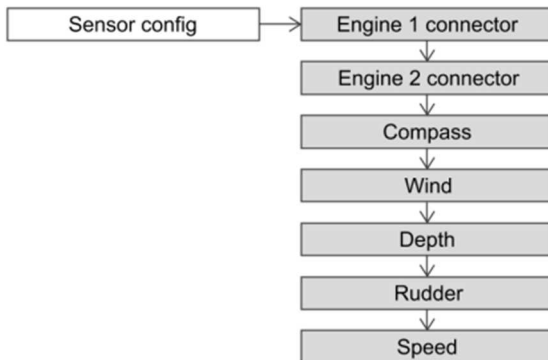 Sensor config
Engine 1 connector
Engine 2 connector
Compass
Wind
Depth
Rudder
Speed